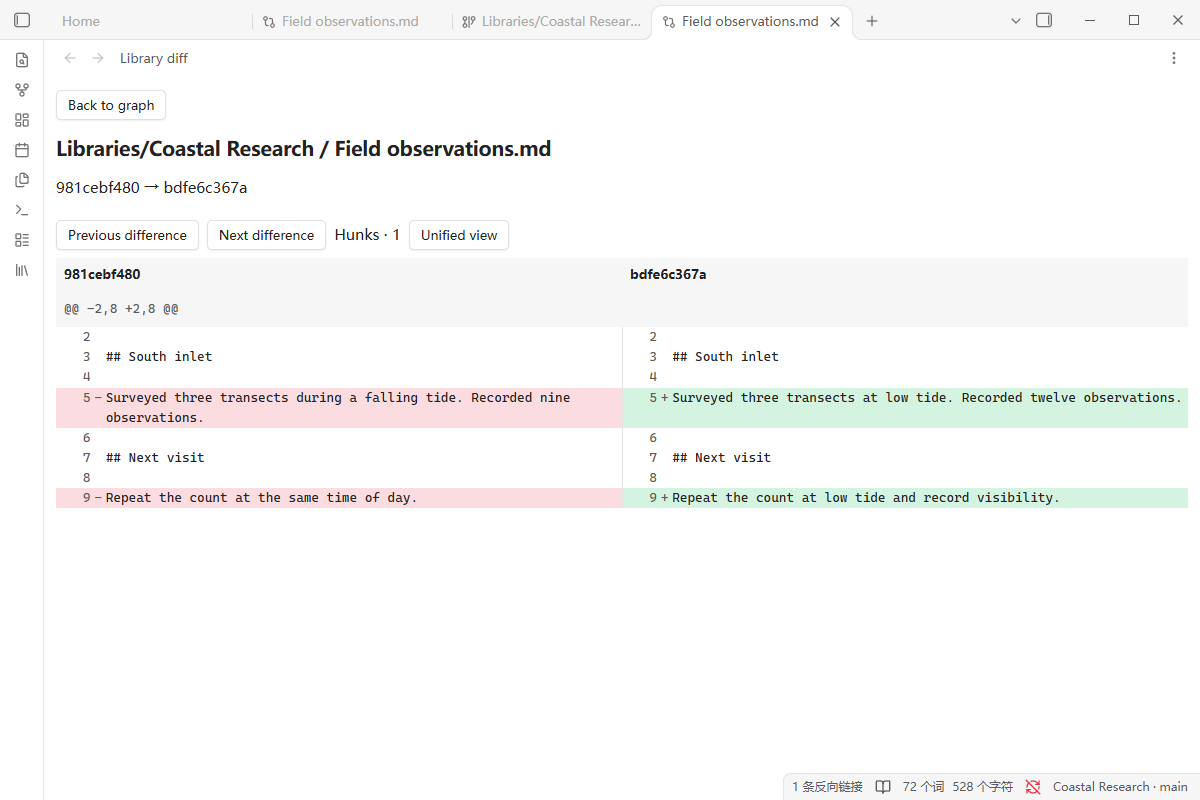 Home
Field observations.md
Libraries/Coastal Resear...
Field observations.md
Library diff
Back to graph
Libraries/Coastal Research / Field observations.md
981cebf480 → bdfe6c367a
Previous difference
Next difference
Hunks · 1
Unified view
981cebf480
bdfe6c367a
@@ -2,8 +2,8 @@
2
2
3 ## South inlet
3 ## South inlet
4
4
5 - Surveyed three transects during a falling tide. Recorded nine
observations.
5 + Surveyed three transects at low tide. Recorded twelve observations.
6
6
7 ## Next visit
7 ## Next visit
8
8
9 - Repeat the count at the same time of day.
9 + Repeat the count at low tide and record visibility.
1 条反向链接
72 个词
528 个字符
Coastal Research · main